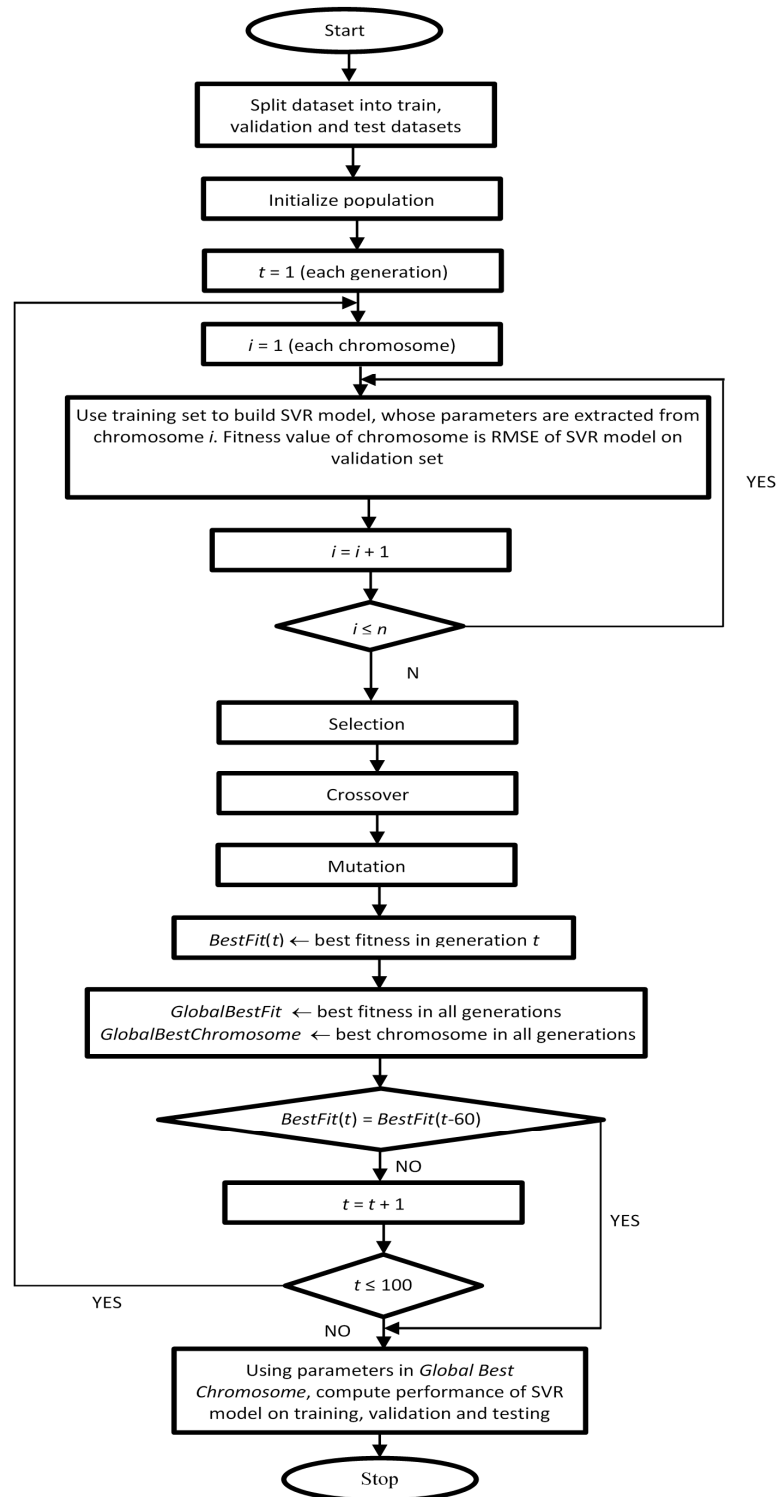 Start
Split dataset into train,
validation and test datasets
Initialize population
t = 1 (each generation)
i = 1 (each chromosome)
Use training set to build SVR model, whose parameters are extracted from
chromosome i. Fitness value of chromosome is RMSE of SVR model on
validation set
YES
i = i + 1
i ≤ n
N
Selection
Crossover
Mutation
BestFit(t) ← best fitness in generation t
GlobalBestFit ← best fitness in all generations
GlobalBestChromosome ← best chromosome in all generations
BestFit(t) = BestFit(t-60)
NO
t = t + 1
YES
t ≤ 100
YES
NO
Using parameters in Global Best
Chromosome, compute performance of SVR
model on training, validation and testing
Stop